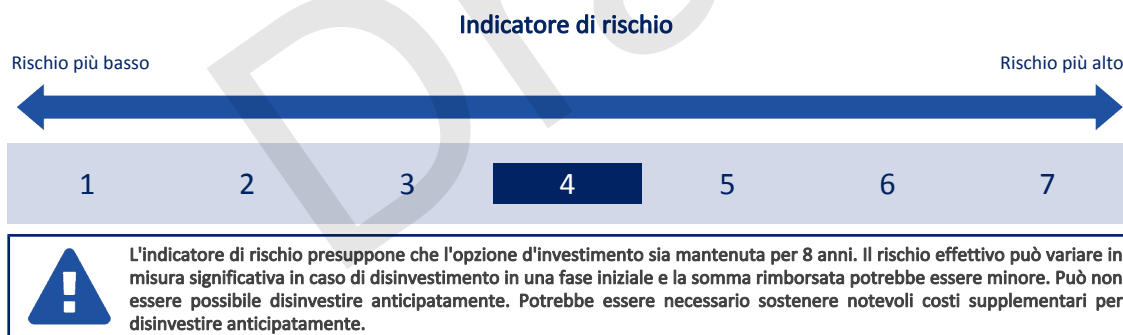 Indicatore di rischio
Rischio più basso
Rischio più alto
1 2 3 4 5 6 7
L'indicatore di rischio presuppone che l'opzione d'investimento sia mantenuta per 8 anni. Il rischio effettivo può variare in
misura significativa in caso di disinvestimento in una fase iniziale e la somma rimborsata potrebbe essere minore. Può non
essere possibile disinvestire anticipatamente. Potrebbe essere necessario sostenere notevoli costi supplementari per
disinvestire anticipatamente.